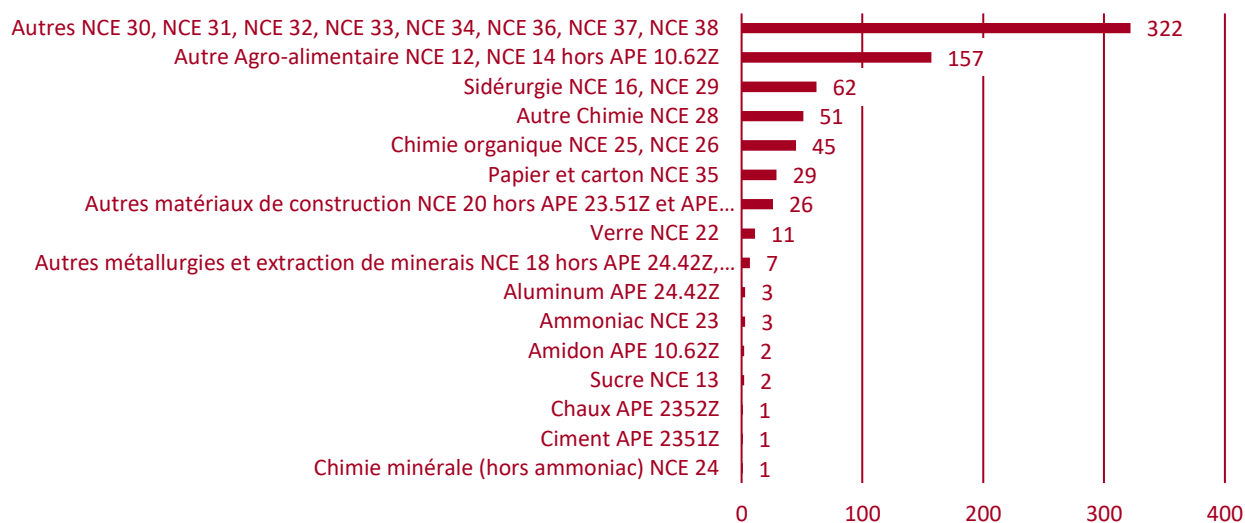 Autres NCE 30, NCE 31, NCE 32, NCE 33, NCE 34, NCE 36, NCE 37, NCE 38 322
Autre Agro-alimentaire NCE 12, NCE 14 hors APE 10.62Z 157
Sidérurgie NCE 16, NCE 29 62
Autre Chimie NCE 28 51
Chimie organique NCE 25, NCE 26 45
Papier et carton NCE 35 29
Autres matériaux de construction NCE 20 hors APE 23.51Z et APE... 26
Verre NCE 22 11
Autres métallurgies et extraction de minerais NCE 18 hors APE 24.42Z,... 7
Aluminum APE 24.42Z 3
Ammoniac NCE 23 3
Amidon APE 10.62Z 2
Sucre NCE 13 2
Chaux APE 2352Z 1
Ciment APE 2351Z 1
Chimie minérale (hors ammoniac) NCE 24 1
0 100 200 300 400